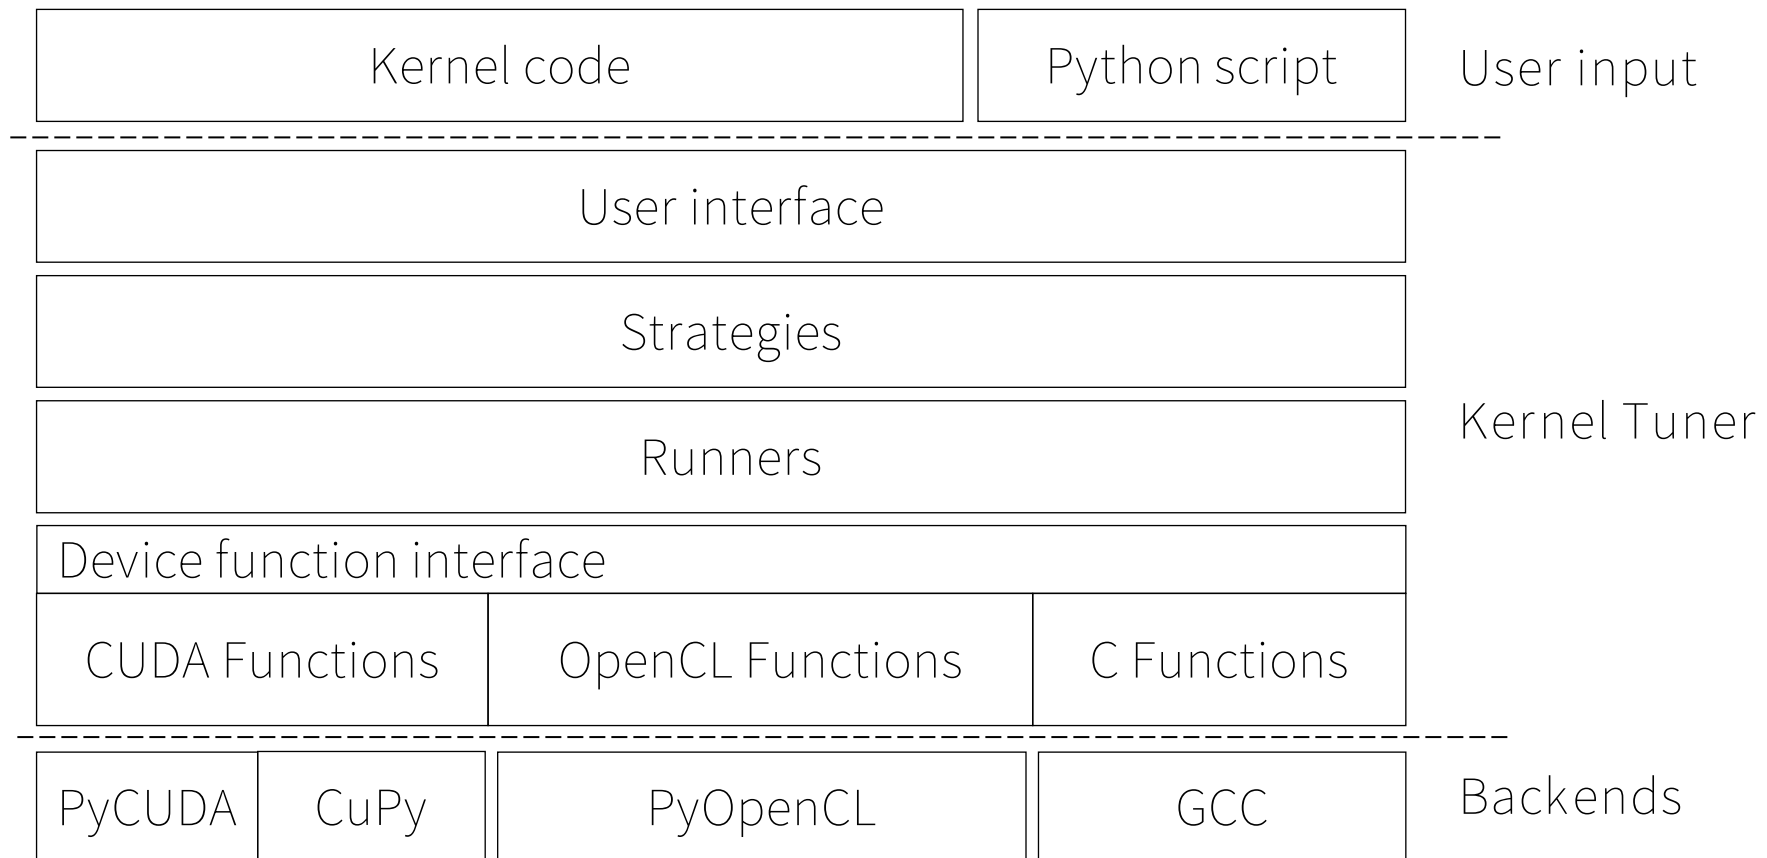 Kernel code
Python script
User input
User interface
Strategies
Runners
Kernel Tuner
Device function interface
CUDA Functions
OpenCL Functions
C Functions
PyCUDA
CuPy
PyOpenCL
GCC
Backends